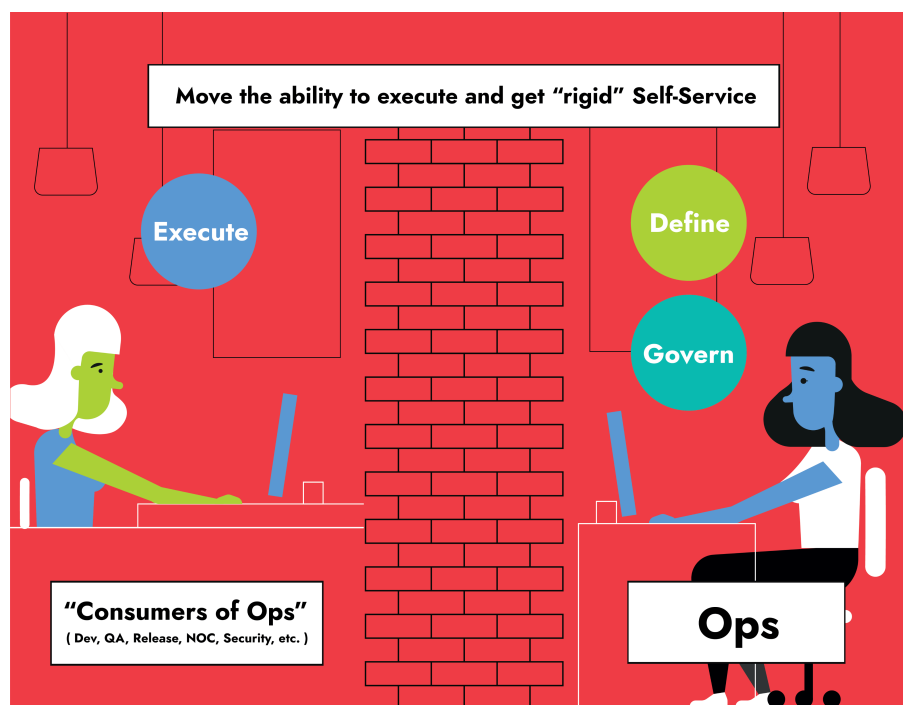 Move the ability to execute and get “rigid” Self-Service
Execute
Define
Govern
“Consumers of Ops”
( Dev, QA, Release, NOC, Security, etc. )
Ops